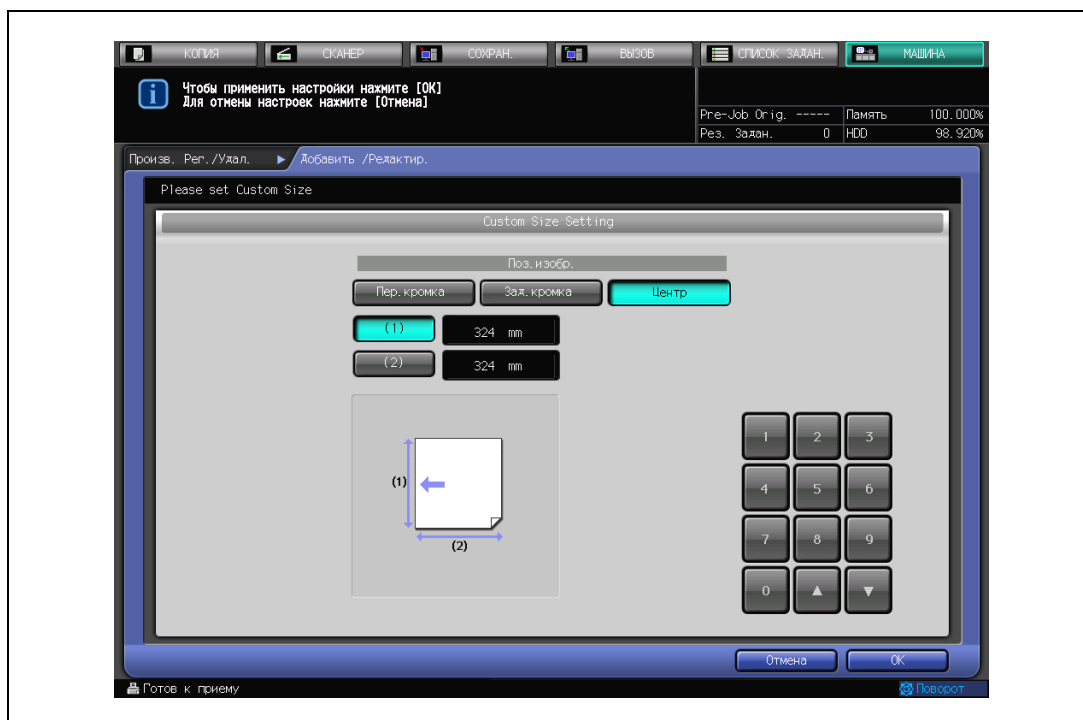 КОПИЯ СКАНЕР СОХРАН. ВЫЗОВ СПИСОК ЗАДАН. МАШИНА
Чтобы применить настройки нажмите [OK]
Для отмены настроек нажмите [Отмена]
Pre-Job Orig. ----- Память 100.000%
Рез. Задан. 0 HDD 98.920%
Произв. Рег./Удал. ▶ Добавить /Редактир.
Please set Custom Size
Custom Size Setting
Поз.изобр.
Пер.кромка Зад.кромка Центр
(1) 324 mm
(2) 324 mm
1 2 3
(1)
4 5 6
7 8 9
(2)
0 ▲ ▼
Отмена OK
Готов к приему Поворот